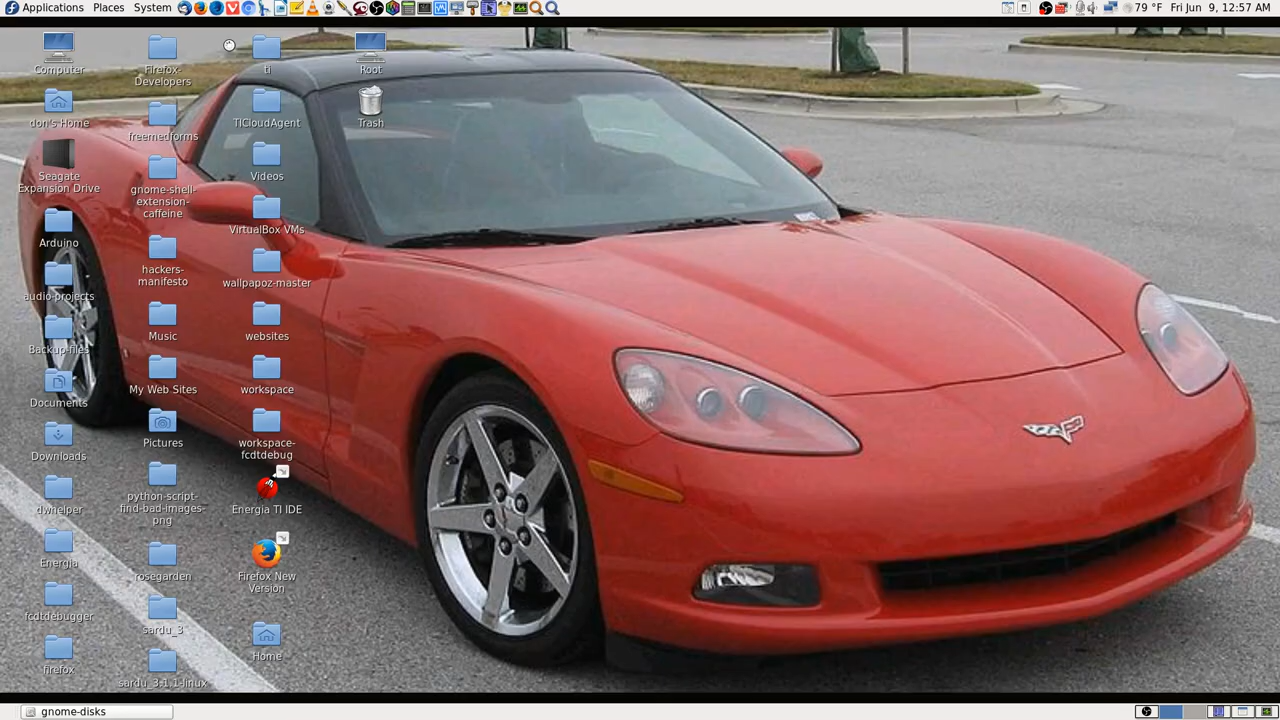 Applications Places System
79 °F Fri Jun 9, 12:57 AM
Computer
don's Home
Seagate
Expansion Drive
Arduino
audio-projects
Backup-files
Documents
Downloads
dwhelper
Energia
fcdtdebugger
firefox
Firefox-
Developers
freemedforms
gnome-shell-
extension-
caffeine
hackers-
manifesto
Music
My Web Sites
Pictures
python-script-
find-bad-images-
png
rosegarden
sardu_3
sardu_3.1.1-linux
ti
TICloudAgent
Videos
VirtualBox VMs
wallpapoz-master
websites
workspace
workspace-
fcdtdebug
Energia TI IDE
Firefox New
Version
Home
Root
Trash
gnome-disks